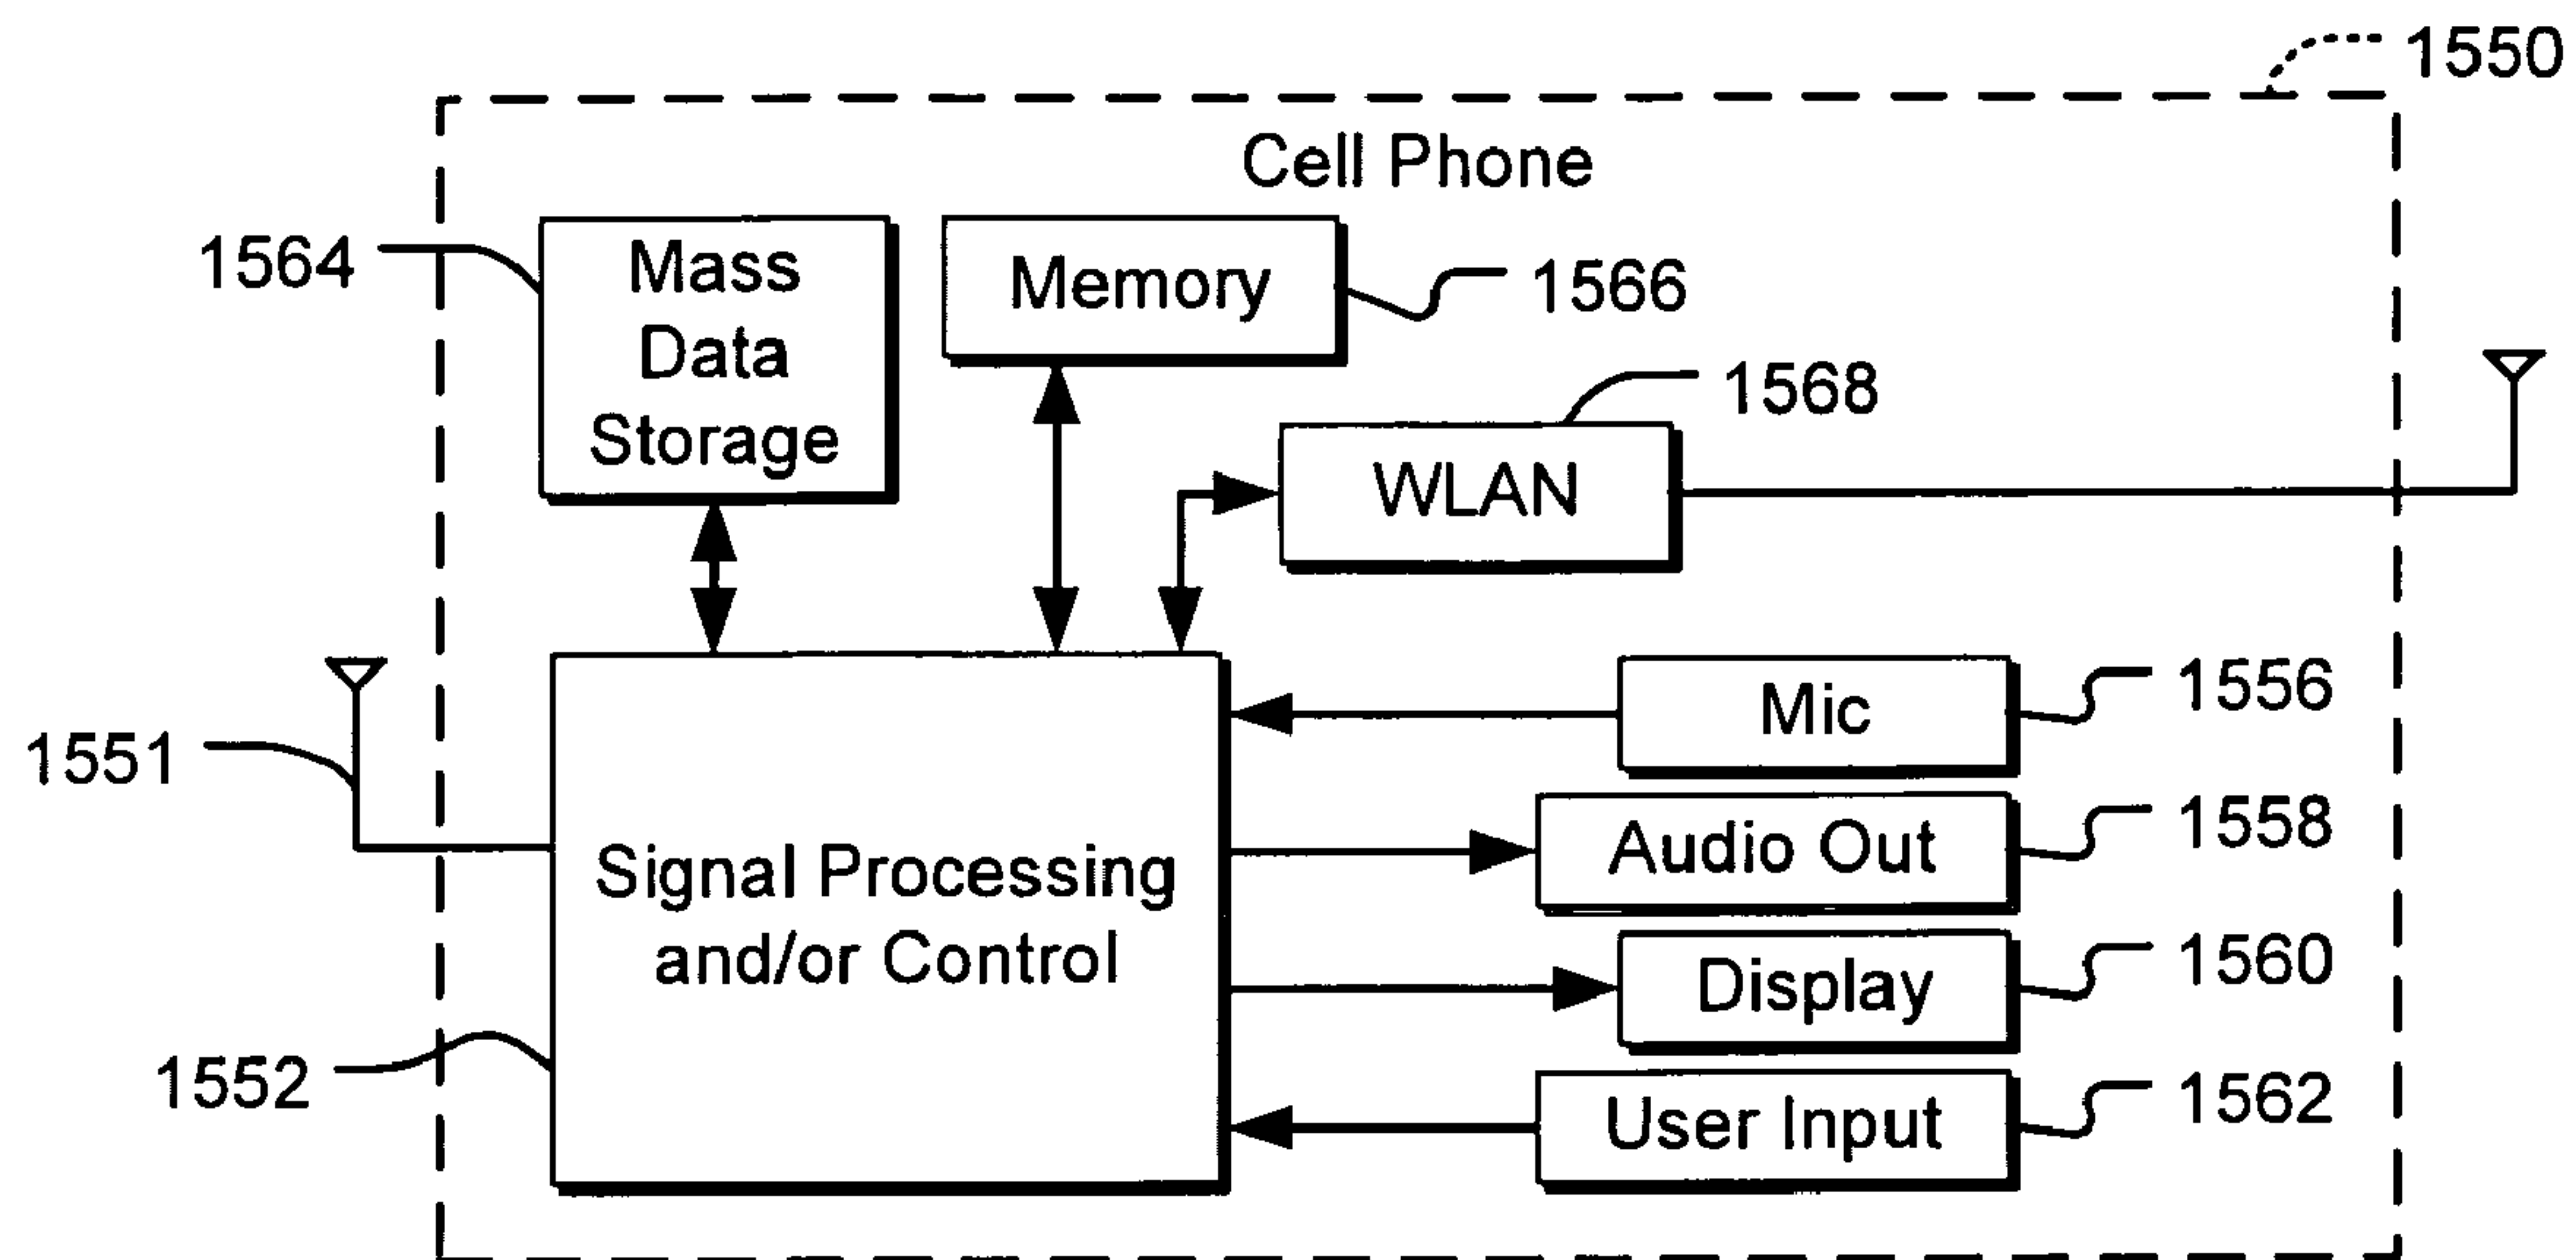 1550
Cell Phone
1564
Mass
Data
Storage
Memory
1566
1568
WLAN
1551
1552
Signal Processing
and/or Control
Mic
1556
Audio Out
1558
Display
1560
User Input
1562